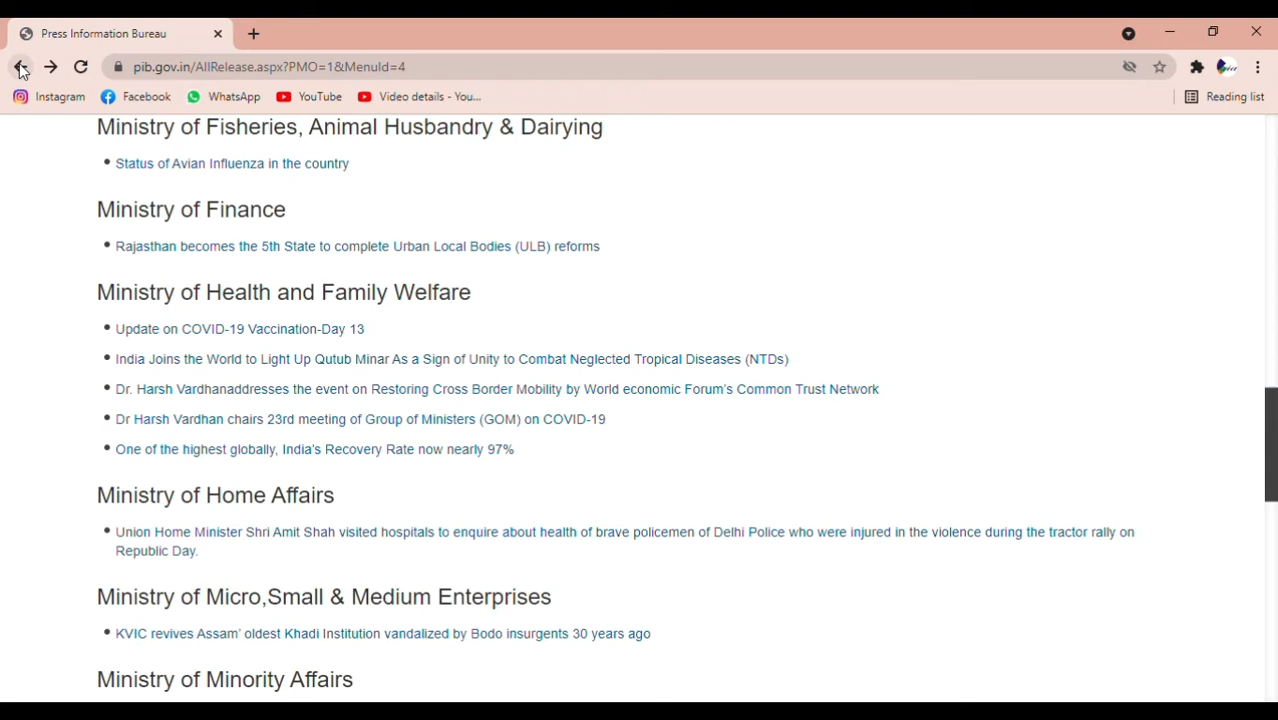 Press Information Bureau
pib.gov.in/AllRelease.aspx?PMO=1&MenuId=4
Instagram Facebook WhatsApp YouTube Video details - You... Reading list
Ministry of Fisheries, Animal Husbandry & Dairying
Status of Avian Influenza in the country
Ministry of Finance
Rajasthan becomes the 5th State to complete Urban Local Bodies (ULB) reforms
Ministry of Health and Family Welfare
Update on COVID-19 Vaccination-Day 13
India Joins the World to Light Up Qutub Minar As a Sign of Unity to Combat Neglected Tropical Diseases (NTDs)
Dr. Harsh Vardhanaddresses the event on Restoring Cross Border Mobility by World economic Forum's Common Trust Network
Dr Harsh Vardhan chairs 23rd meeting of Group of Ministers (GOM) on COVID-19
One of the highest globally, India's Recovery Rate now nearly 97%
Ministry of Home Affairs
Union Home Minister Shri Amit Shah visited hospitals to enquire about health of brave policemen of Delhi Police who were injured in the violence during the tractor rally on
Republic Day.
Ministry of Micro,Small & Medium Enterprises
KVIC revives Assam' oldest Khadi Institution vandalized by Bodo insurgents 30 years ago
Ministry of Minority Affairs